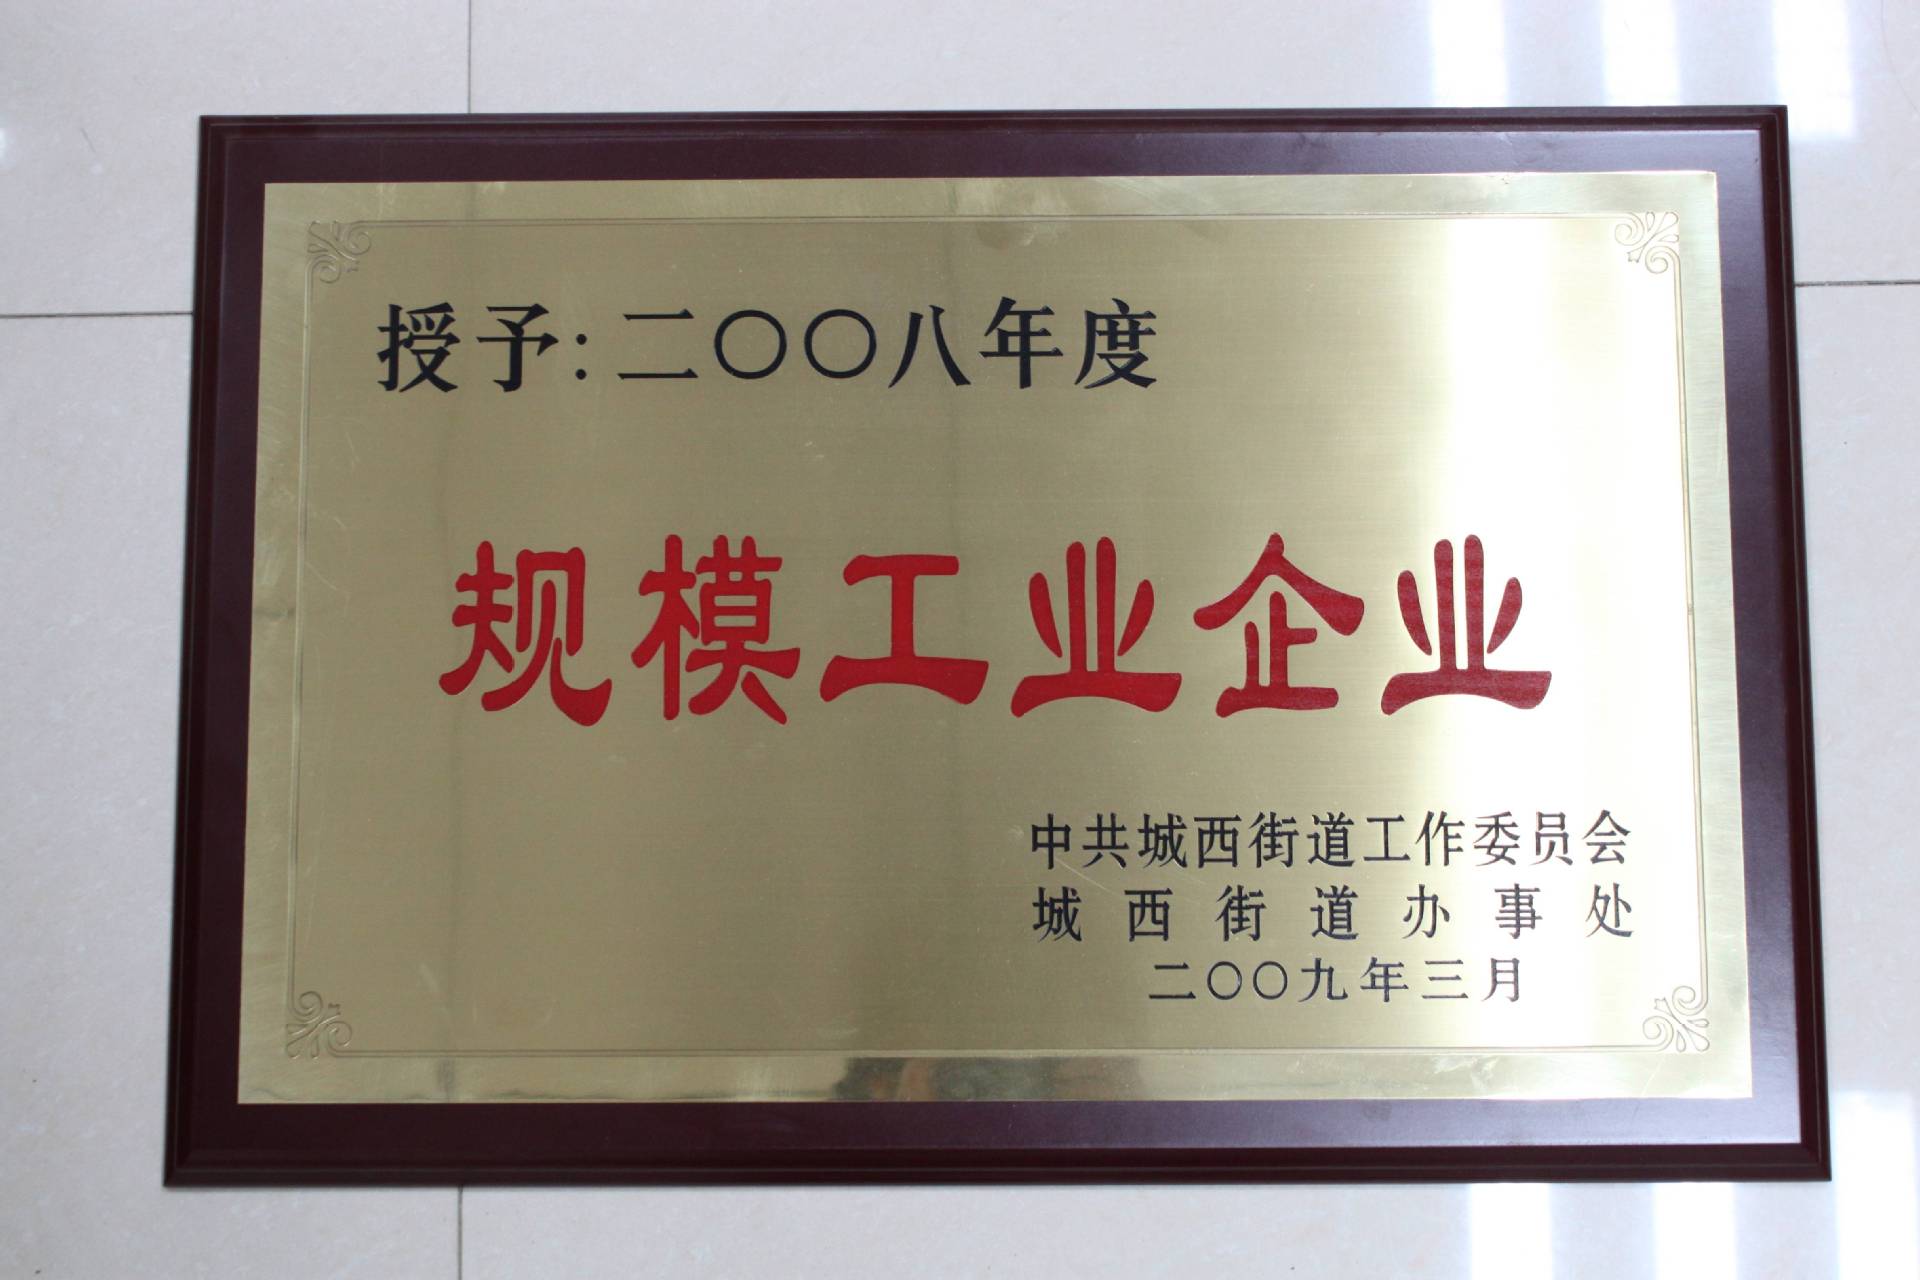 授予:二〇〇八年度
规模工业企业
中共城西街道工作委员会
城西街道办事处
二〇〇九年三月